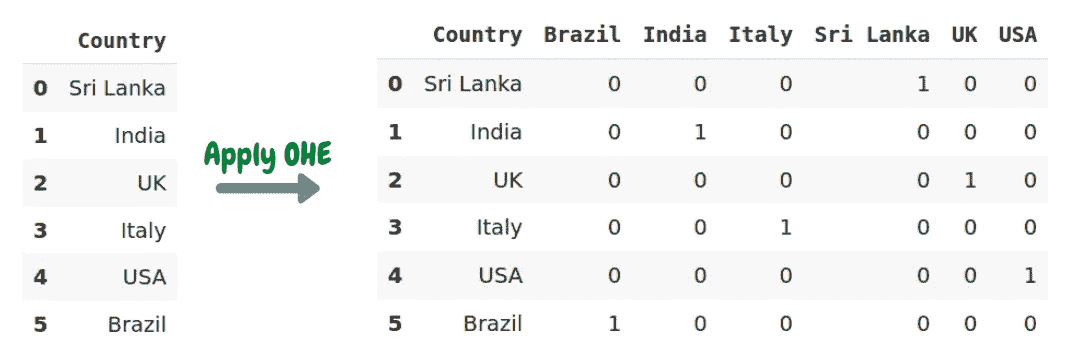 Country
0 Sri Lanka
1 India
2 UK
3 Italy
4 USA
5 Brazil
Apply OHE
Country Brazil India Italy Sri Lanka UK USA
0 Sri Lanka 0 0 0 1 0 0
1 India 0 1 0 0 0 0
2 UK 0 0 0 0 1 0
3 Italy 0 0 1 0 0 0
4 USA 0 0 0 0 0 1
5 Brazil 1 0 0 0 0 0